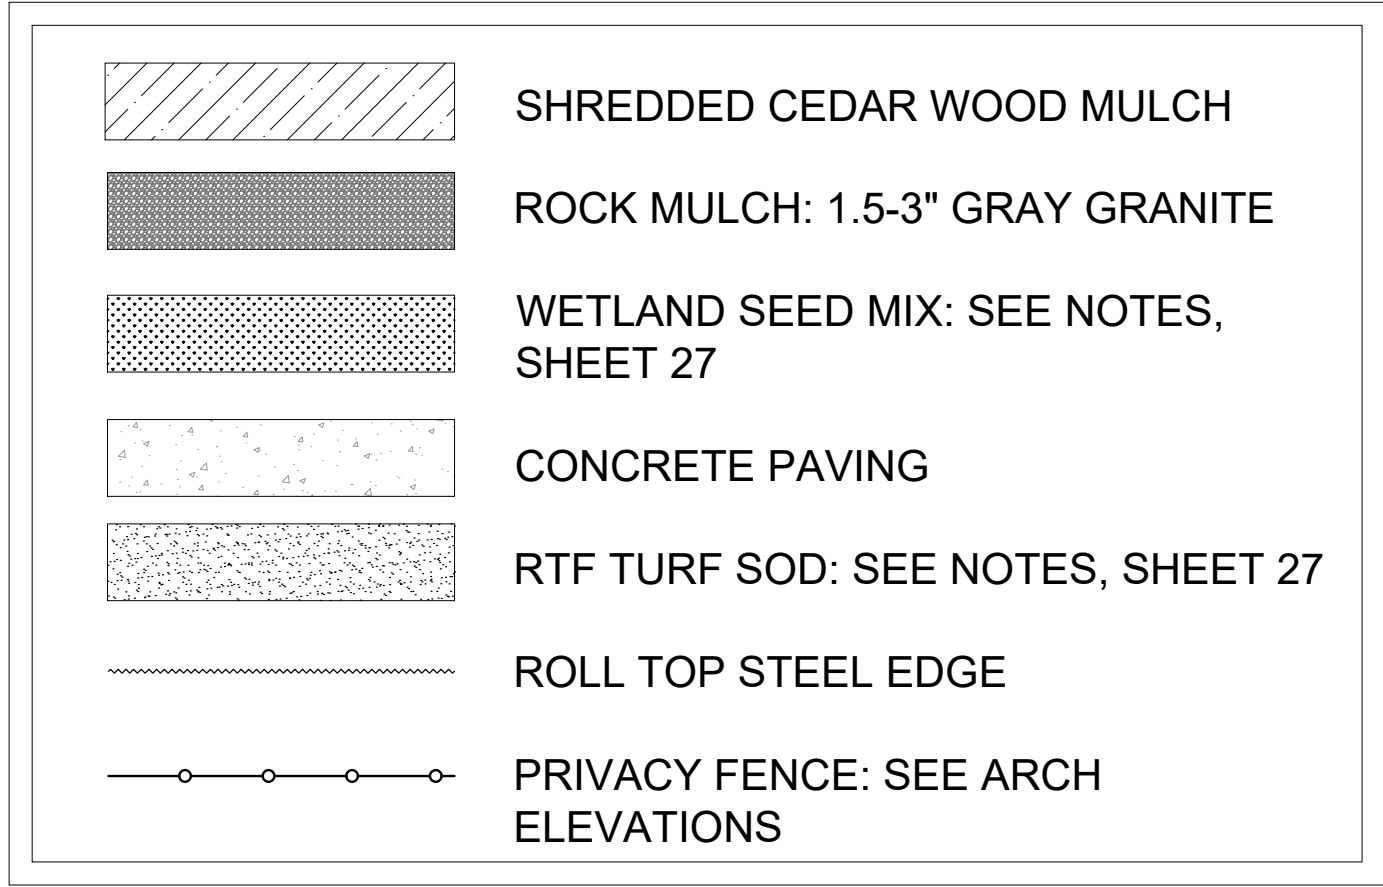 SHREDDED CEDAR WOOD MULCH
ROCK MULCH: 1.5-3" GRAY GRANITE
WETLAND SEED MIX: SEE NOTES,
SHEET 27
CONCRETE PAVING
RTF TURF SOD: SEE NOTES, SHEET 27
ROLL TOP STEEL EDGE
PRIVACY FENCE: SEE ARCH
ELEVATIONS